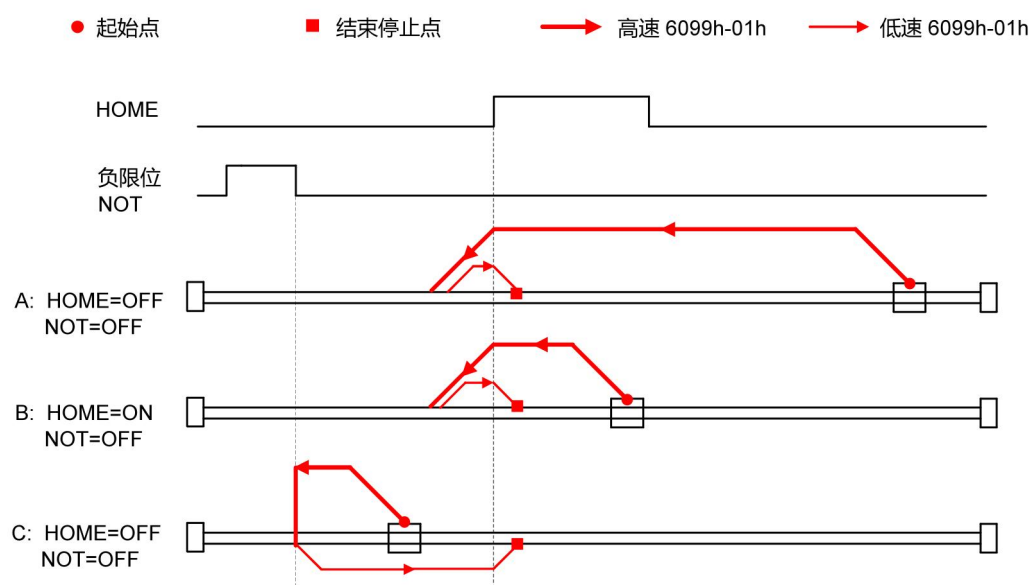 起始点 结束停止点 高速 6099h-01h 低速 6099h-01h
HOME
负限位
NOT
A: HOME=OFF
NOT=OFF
B: HOME=ON
NOT=OFF
C: HOME=OFF
NOT=OFF